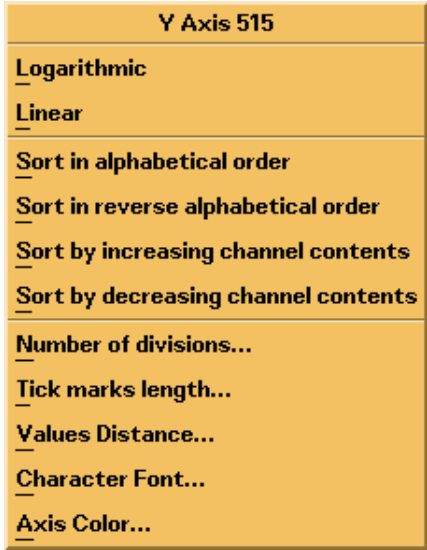 Y Axis 515
Logarithmic
Linear
Sort in alphabetical order
Sort in reverse alphabetical order
Sort by increasing channel contents
Sort by decreasing channel contents
Number of divisions...
Tick marks length...
Values Distance...
Character Font...
Axis Color...